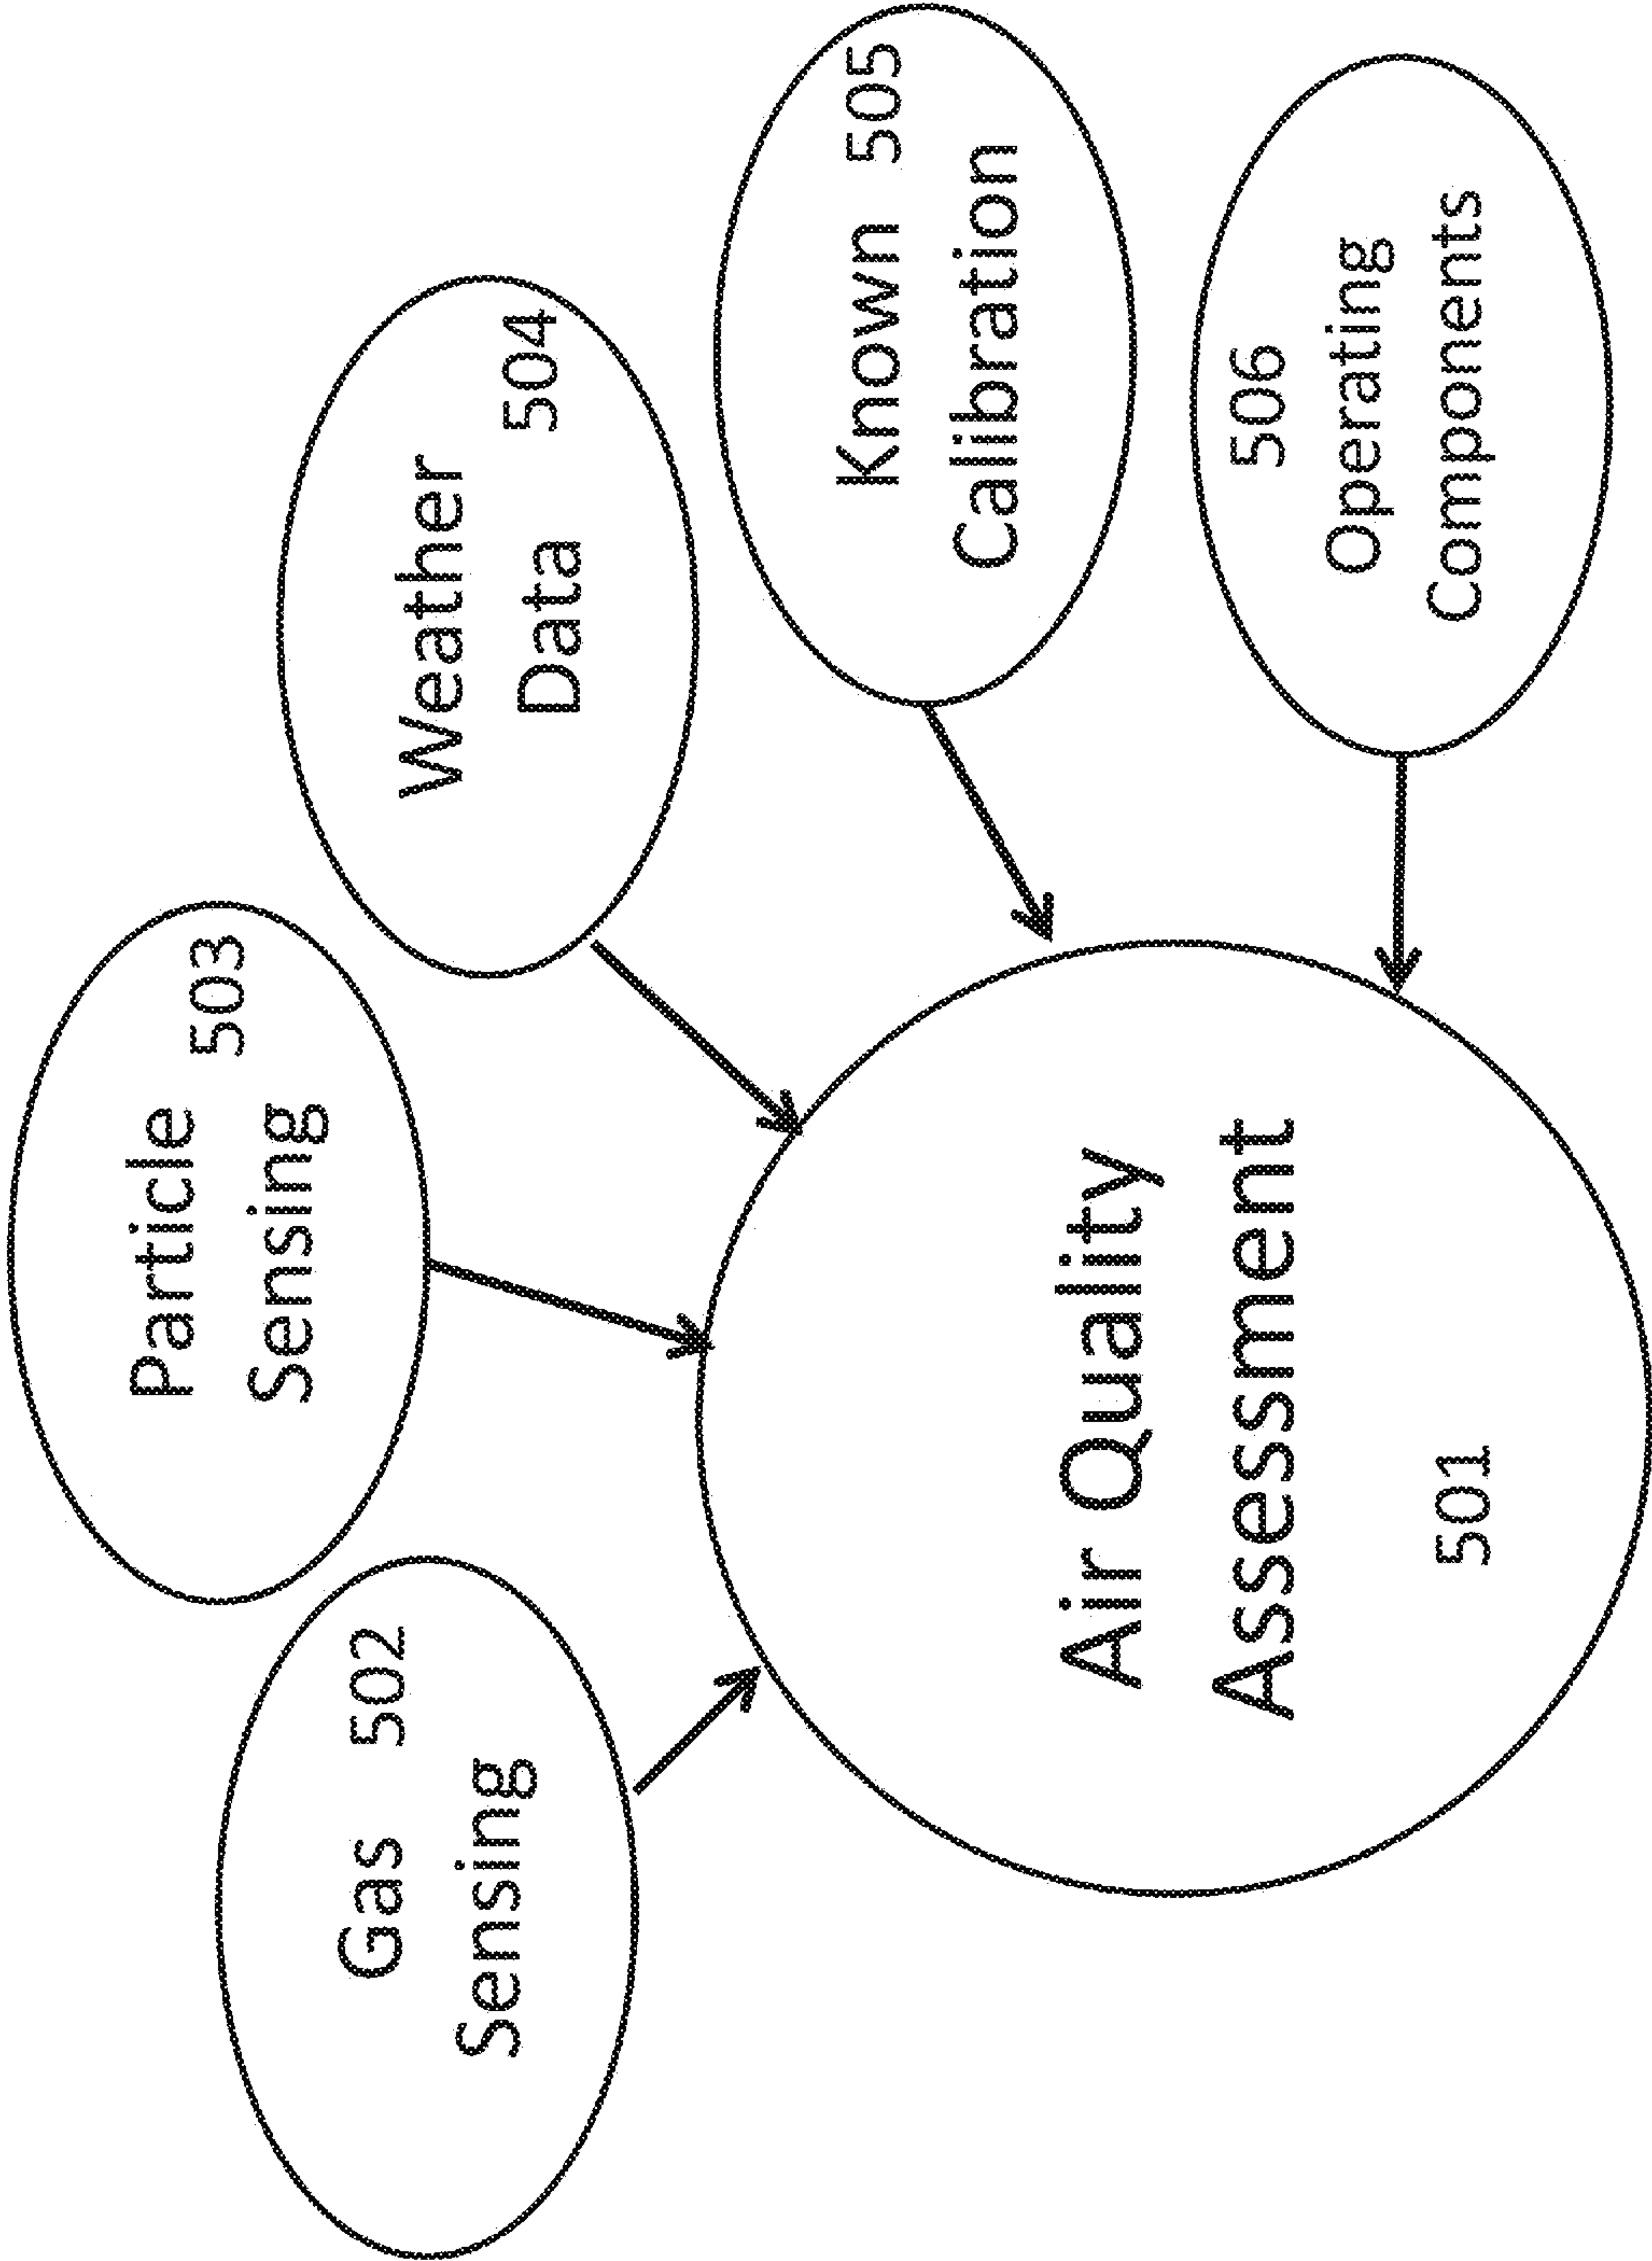 Gas 502
Sensing
Particle 503
Sensing
Weather
Data 504
Known 505
Calibration
506
Operating
Components
Air Quality
Assessment
501